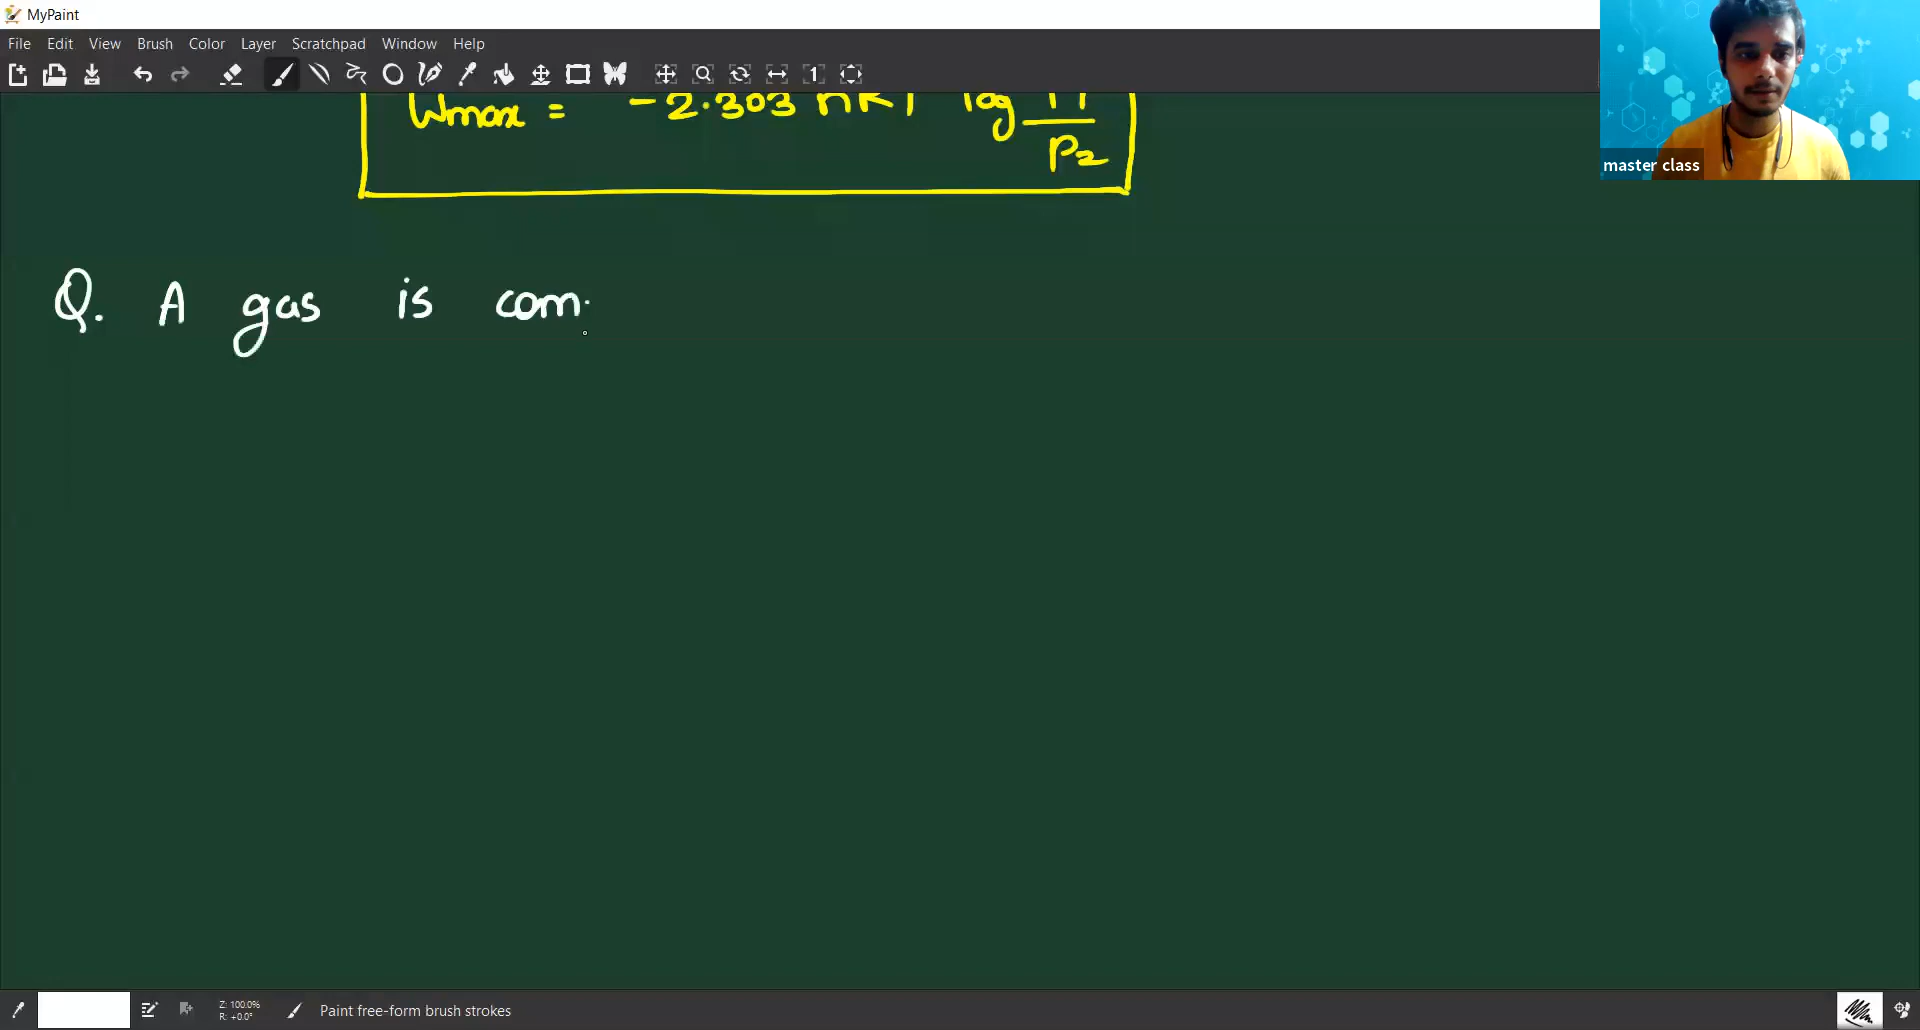 MyPaint
File Edit View Brush Color Layer Scratchpad Window Help
master class
Wmax = -2.303 nRT log P1
P2
Q. A gas is com
Z: 100.0%
R: +0.0°
Paint free-form brush strokes